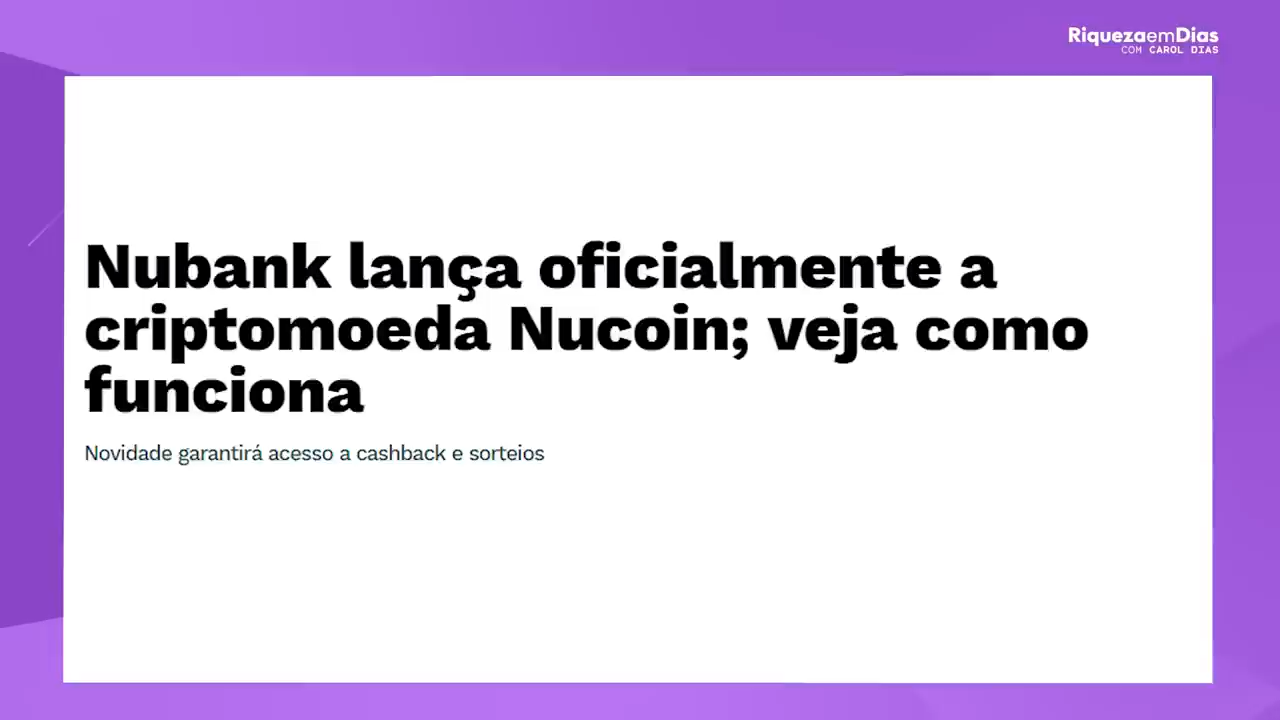 RiquezaemDias
COM CAROL DIAS
Nubank lança oficialmente a
criptomoeda Nucoin; veja como
funciona
Novidade garantirá acesso a cashback e sorteios